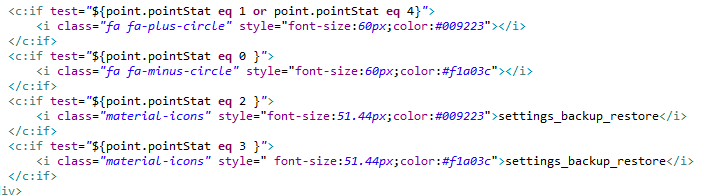 <c:if test="${point.pointStat eq 1 or point.pointStat eq 4}">
<i class="fa fa-plus-circle" style="font-size:60px;color:#009223"></i>
</c:if>
<c:if test="${point.pointStat eq 0 }">
<i class="fa fa-minus-circle" style="font-size:60px;color:#f1a03c"></i>
</c:if>
<c:if test="${point.pointStat eq 2 }">
<i class="material-icons" style="font-size:51.44px;color:#009223">settings_backup_restore</i>
</c:if>
<c:if test="${point.pointStat eq 3 }">
<i class="material-icons" style=" font-size:51.44px;color:#f1a03c">settings_backup_restore</i>
</c:if>
iv>